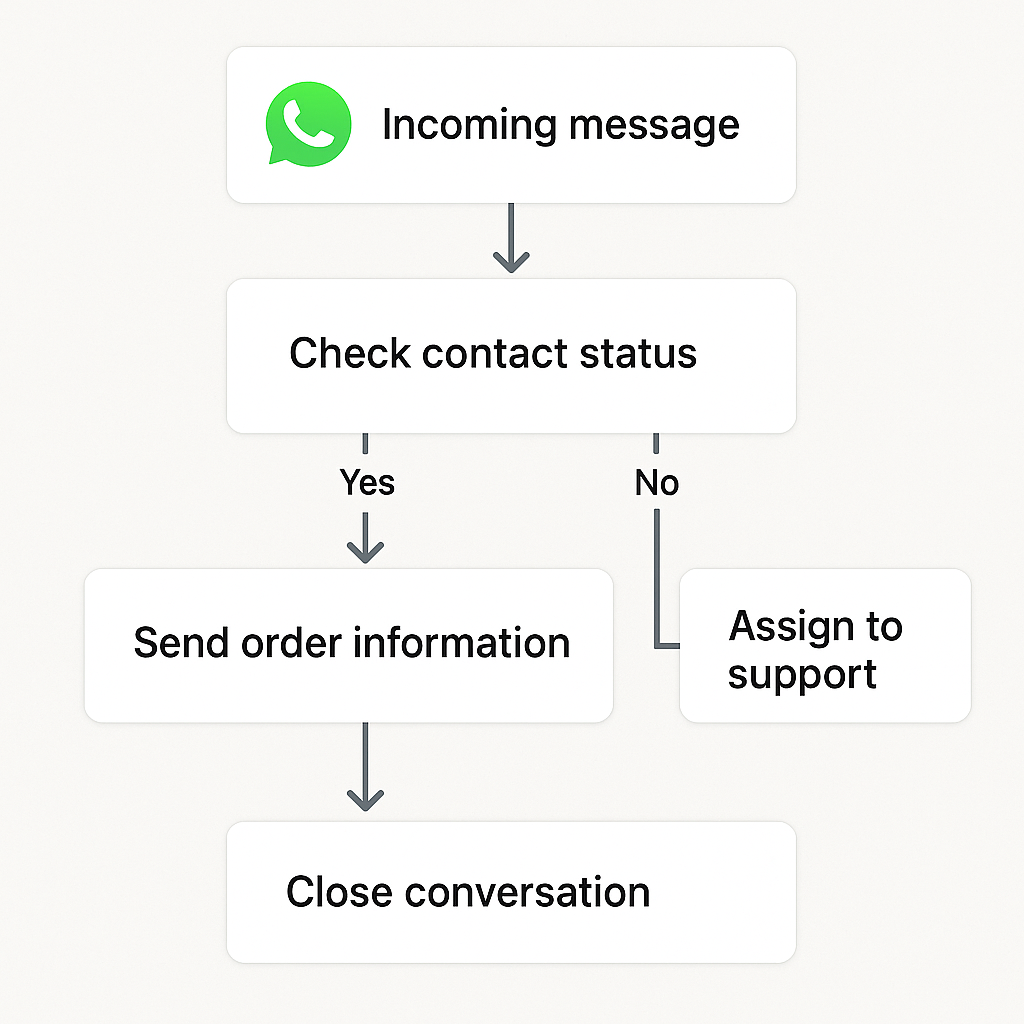 Incoming message
Check contact status
Yes
No
Send order information
Assign to
support
Close conversation